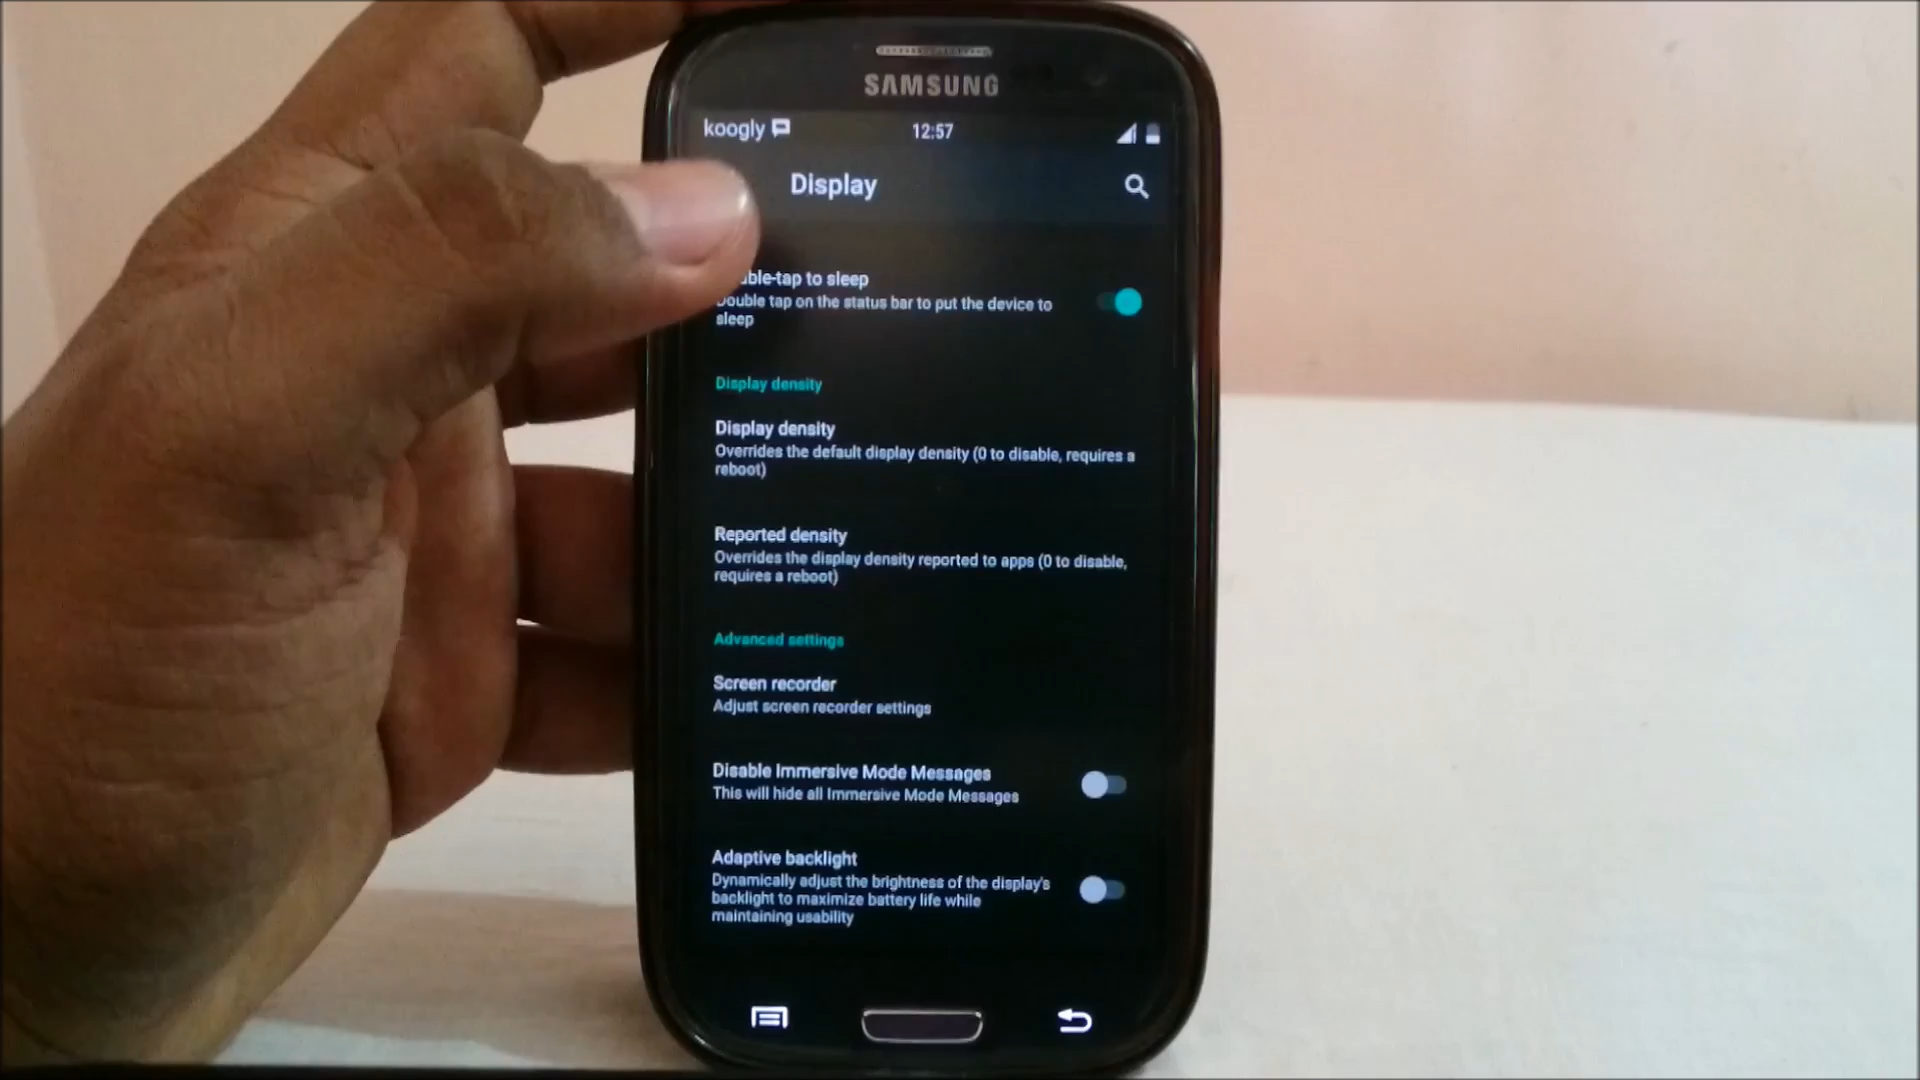 SAMSUNG
koogly 12:57
Display
ble-tap to sleep
Double tap on the status bar to put the device to
sleep
Display density
Display density
Overrides the default display density (0 to disable, requires a
reboot)
Reported density
Overrides the display density reported to apps (0 to disable,
requires a reboot)
Advanced settings
Screen recorder
Adjust screen recorder settings
Disable Immersive Mode Messages
This will hide all Immersive Mode Messages
Adaptive backlight
Dynamically adjust the brightness of the display's
backlight to maximize battery life while
maintaining usability